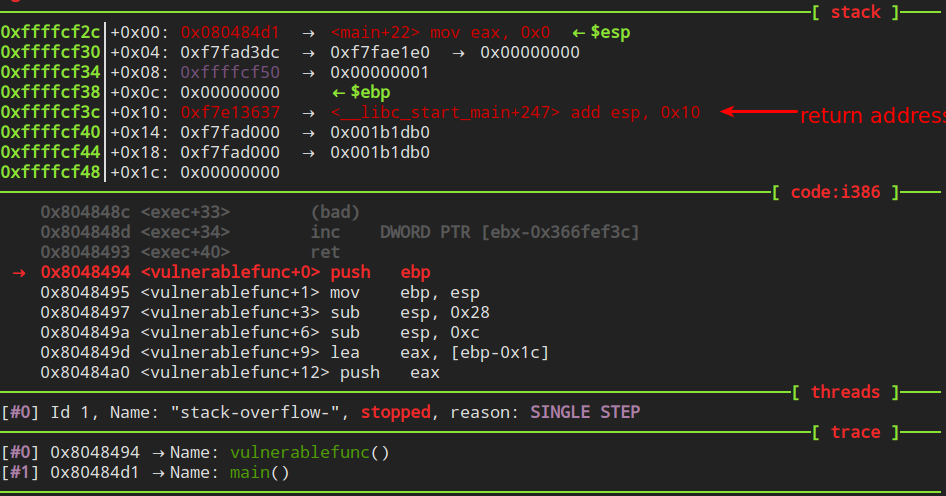 [ stack ]
0xffffcf2c|+0x00: 0x080484d1 → <main+22> mov eax, 0x0 ← $esp
0xffffcf30|+0x04: 0xf7fad3dc → 0xf7fae1e0 → 0x00000000
0xffffcf34|+0x08: 0xffffcf50 → 0x00000001
0xffffcf38|+0x0c: 0x00000000 ← $ebp
0xffffcf3c|+0x10: 0xf7e13637 → <__libc_start_main+247> add esp, 0x10 return address
0xffffcf40|+0x14: 0xf7fad000 → 0x001b1db0
0xffffcf44|+0x18: 0xf7fad000 → 0x001b1db0
0xffffcf48|+0x1c: 0x00000000
[ code:i386 ]
0x804848c <exec+33> (bad)
0x804848d <exec+34> inc DWORD PTR [ebx-0x366fef3c]
0x8048493 <exec+40> ret
→ 0x8048494 <vulnerablefunc+0> push ebp
0x8048495 <vulnerablefunc+1> mov ebp, esp
0x8048497 <vulnerablefunc+3> sub esp, 0x28
0x804849a <vulnerablefunc+6> sub esp, 0xc
0x804849d <vulnerablefunc+9> lea eax, [ebp-0x1c]
0x80484a0 <vulnerablefunc+12> push eax
[ threads ]
[#0] Id 1, Name: "stack-overflow-", stopped, reason: SINGLE STEP
[ trace ]
[#0] 0x8048494 → Name: vulnerablefunc()
[#1] 0x80484d1 → Name: main()